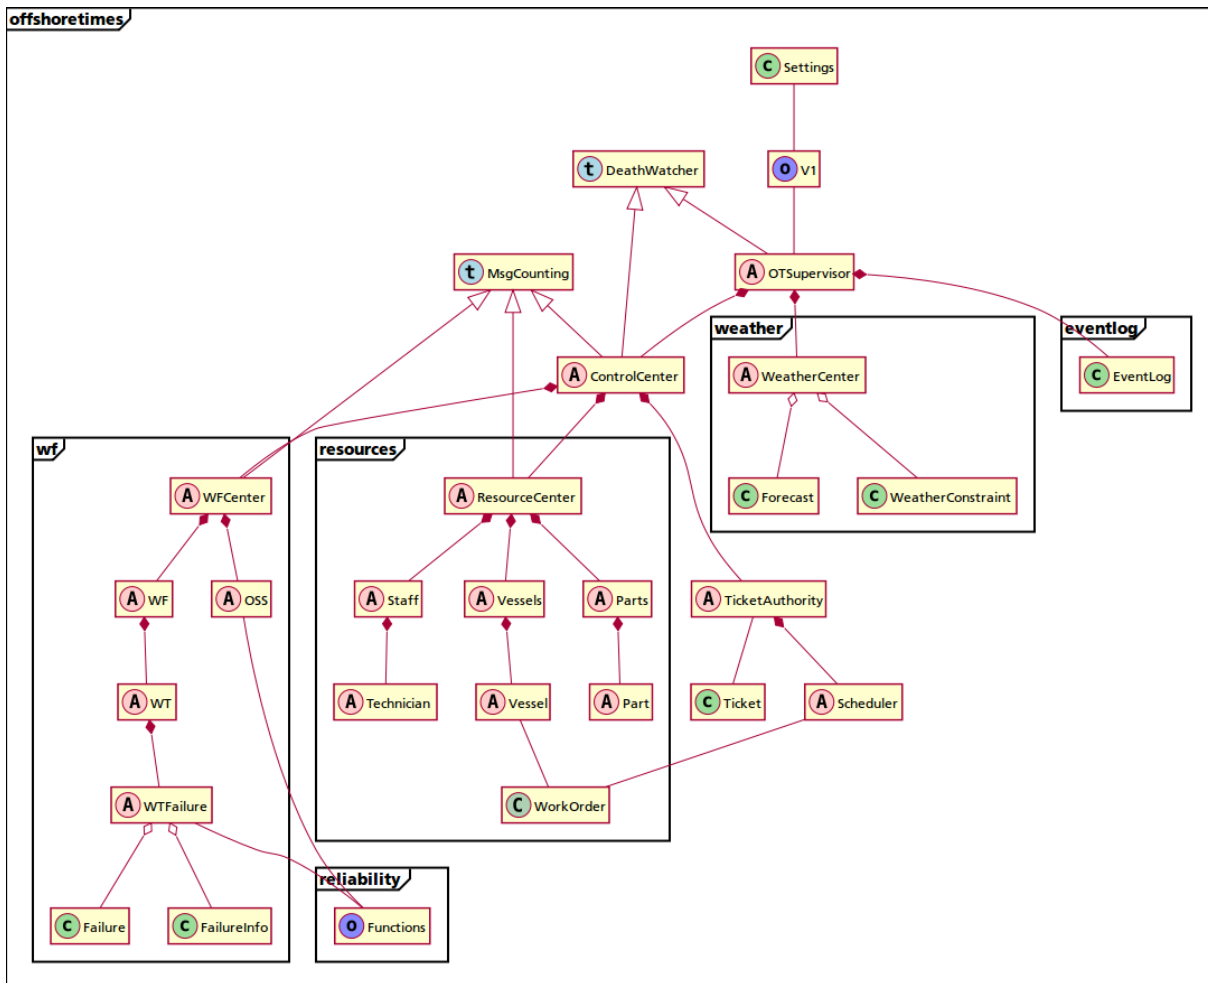 offshoretimes
C Settings
t DeathWatcher
o V1
t MsgCounting
A OTSupervisor
weather
eventlog
A ControlCenter
A WeatherCenter
C EventLog
wf
resources
A WFCenter
A ResourceCenter
C Forecast
C WeatherConstraint
A WF
A OSS
A Staff
A Vessels
A Parts
A TicketAuthority
A WT
A Technician
A Vessel
A Part
C Ticket
A Scheduler
A WTFailure
C WorkOrder
reliability
C Failure
C FailureInfo
o Functions